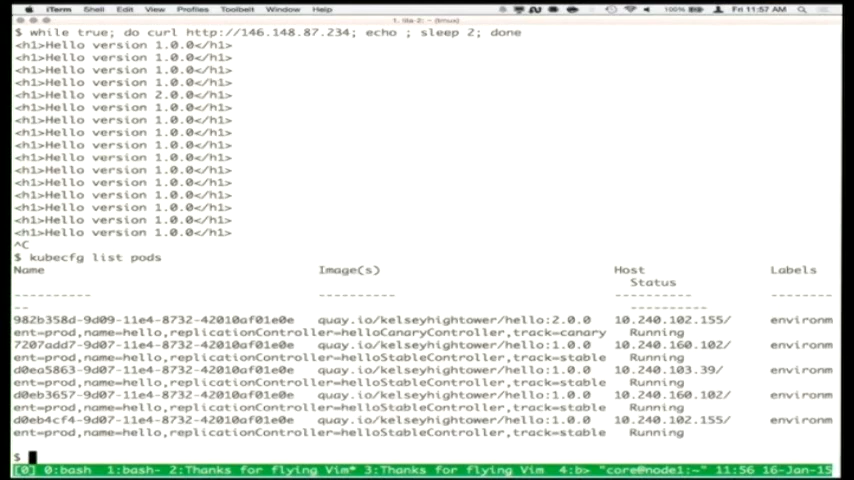 iTerm Shell Edit View Profiles Toolbelt Window Help 100% Fri 11:57 AM
$ while true; do curl http://146.148.87.234; echo ; sleep 2; done
<h1>Hello version 1.0.0</h1>
<h1>Hello version 1.0.0</h1>
<h1>Hello version 1.0.0</h1>
<h1>Hello version 1.0.0</h1>
<h1>Hello version 2.0.0</h1>
<h1>Hello version 1.0.0</h1>
<h1>Hello version 1.0.0</h1>
<h1>Hello version 1.0.0</h1>
<h1>Hello version 1.0.0</h1>
<h1>Hello version 1.0.0</h1>
<h1>Hello version 1.0.0</h1>
<h1>Hello version 1.0.0</h1>
<h1>Hello version 1.0.0</h1>
<h1>Hello version 1.0.0</h1>
<h1>Hello version 1.0.0</h1>
<h1>Hello version 1.0.0</h1>
^C
$ kubecfg list pods
Name Image(s) Host Labels
Status
---------- ---------- ---------- --------
-- ----------
982b358d-9d09-11e4-8732-42010af01e0e quay.io/kelseyhightower/hello:2.0.0 10.240.102.155/ environm
ent=prod,name=hello,replicationController=helloCanaryController,track=canary Running
7207add7-9d09-11e4-8732-42010af01e0e quay.io/kelseyhightower/hello:1.0.0 10.240.160.102/ environm
ent=prod,name=hello,replicationController=helloStableController,track=stable Running
d0ea5863-9d09-11e4-8732-42010af01e0e quay.io/kelseyhightower/hello:1.0.0 10.240.103.39/ environm
ent=prod,name=hello,replicationController=helloStableController,track=stable Running
d0eb3657-9d09-11e4-8732-42010af01e0e quay.io/kelseyhightower/hello:1.0.0 10.240.160.102/ environm
ent=prod,name=hello,replicationController=helloStableController,track=stable Running
d0eb4cf4-9d07-11e4-8732-42010af01e0e quay.io/kelseyhightower/hello:1.0.0 10.240.102.155/ environm
ent=prod,name=hello,replicationController=helloStableController,track=stable Running
$
[0] 0:bash 1:bash- 2:Thanks for flying Vim* 3:Thanks for flying Vim 4:b> "core@node1:~" 11:56 16-Jan-15